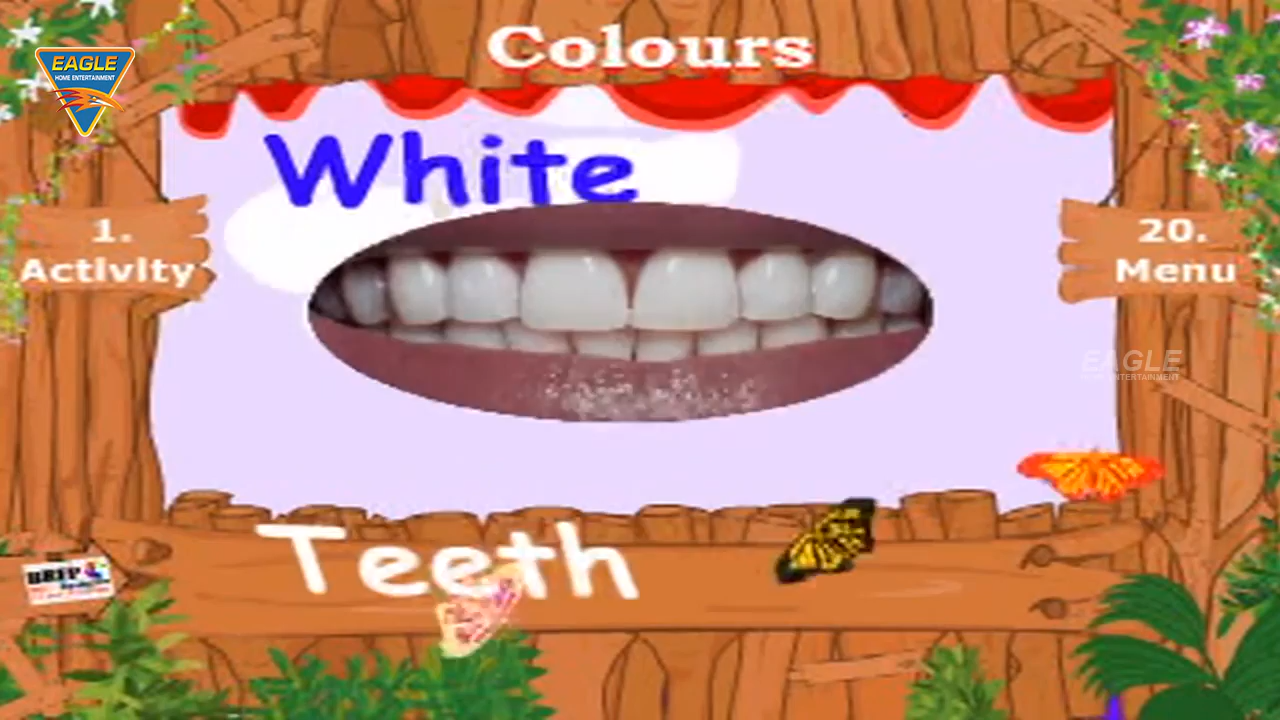 Colours
EAGLE
HOME ENTERTAINMENT
White
1.
Activity
20.
Menu
EAGLE
HOME ENTERTAINMENT
Teeth